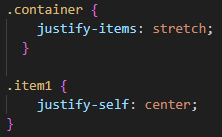 .container {
    justify-items: stretch;
  }

.item1 {
    justify-self: center;
}